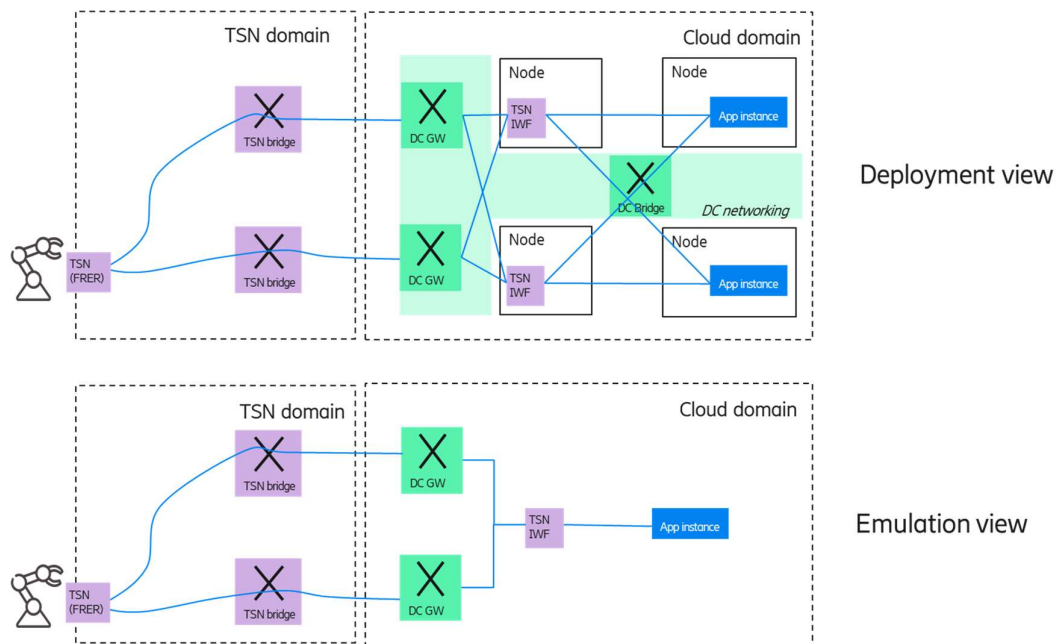 TSN domain
Cloud domain
Node
Node
TSN bridge
DC GW
TSN
IWF
App instance
Deployment view
DC Bridge
DC networking
TSN
(FRER)
TSN bridge
DC GW
Node
TSN
IWF
Node
App instance
TSN domain
Cloud domain
TSN bridge
DC GW
TSN
IWF
App instance
Emulation view
TSN
(FRER)
TSN bridge
DC GW